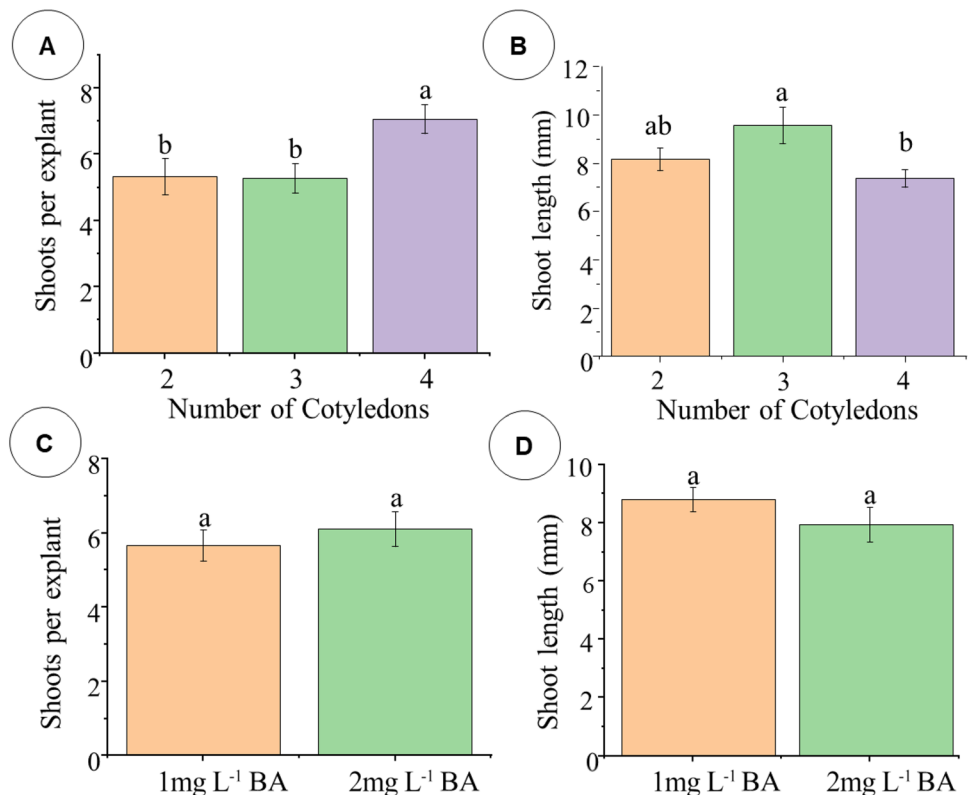 A
Shoots per explant
8
6
4
2
0
b
b
a
2
3
4
Number of Cotyledons
B
Shoot length (mm)
12
10
8
6
4
2
0
ab
a
b
2
3
4
Number of Cotyledons
C
Shoots per explant
8
6
4
2
0
a
a
1mg L⁻¹ BA
2mg L⁻¹ BA
D
Shoot length (mm)
10
8
6
4
2
0
a
a
1mg L⁻¹ BA
2mg L⁻¹ BA